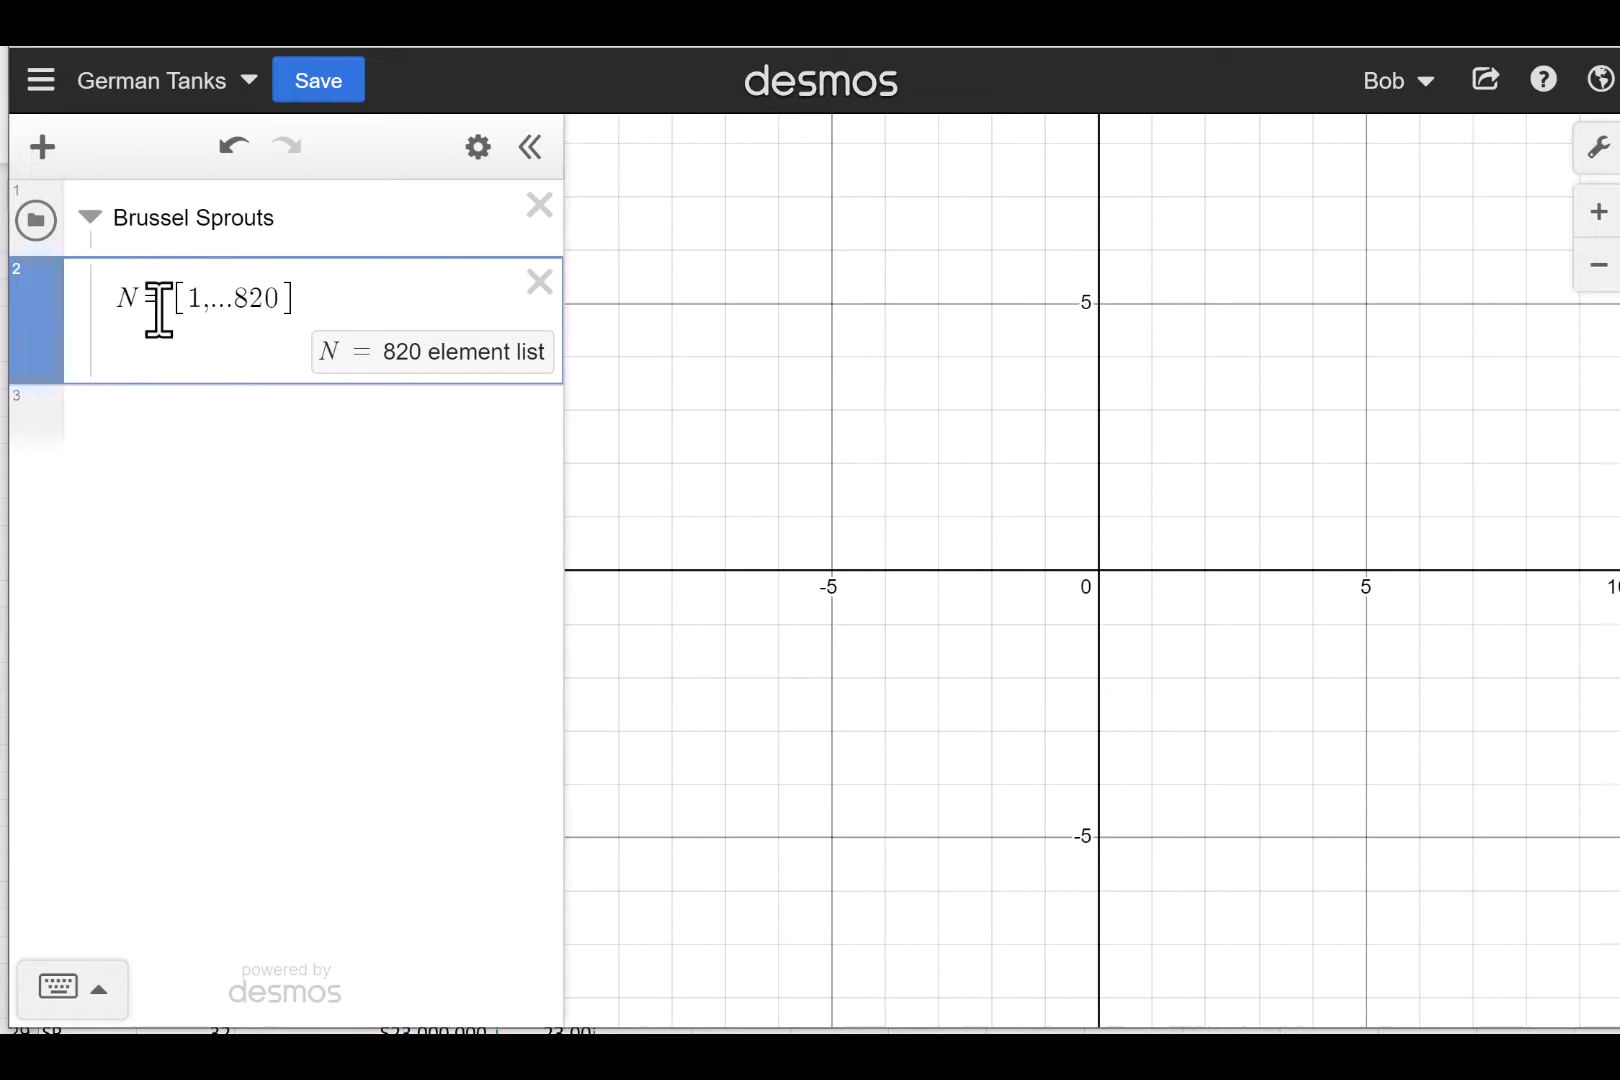 German Tanks
Save
desmos
Bob
1
Brussel Sprouts
2
N = [1,...820]
N = 820 element list
3
5
-5
0
5
-5
powered by
desmos